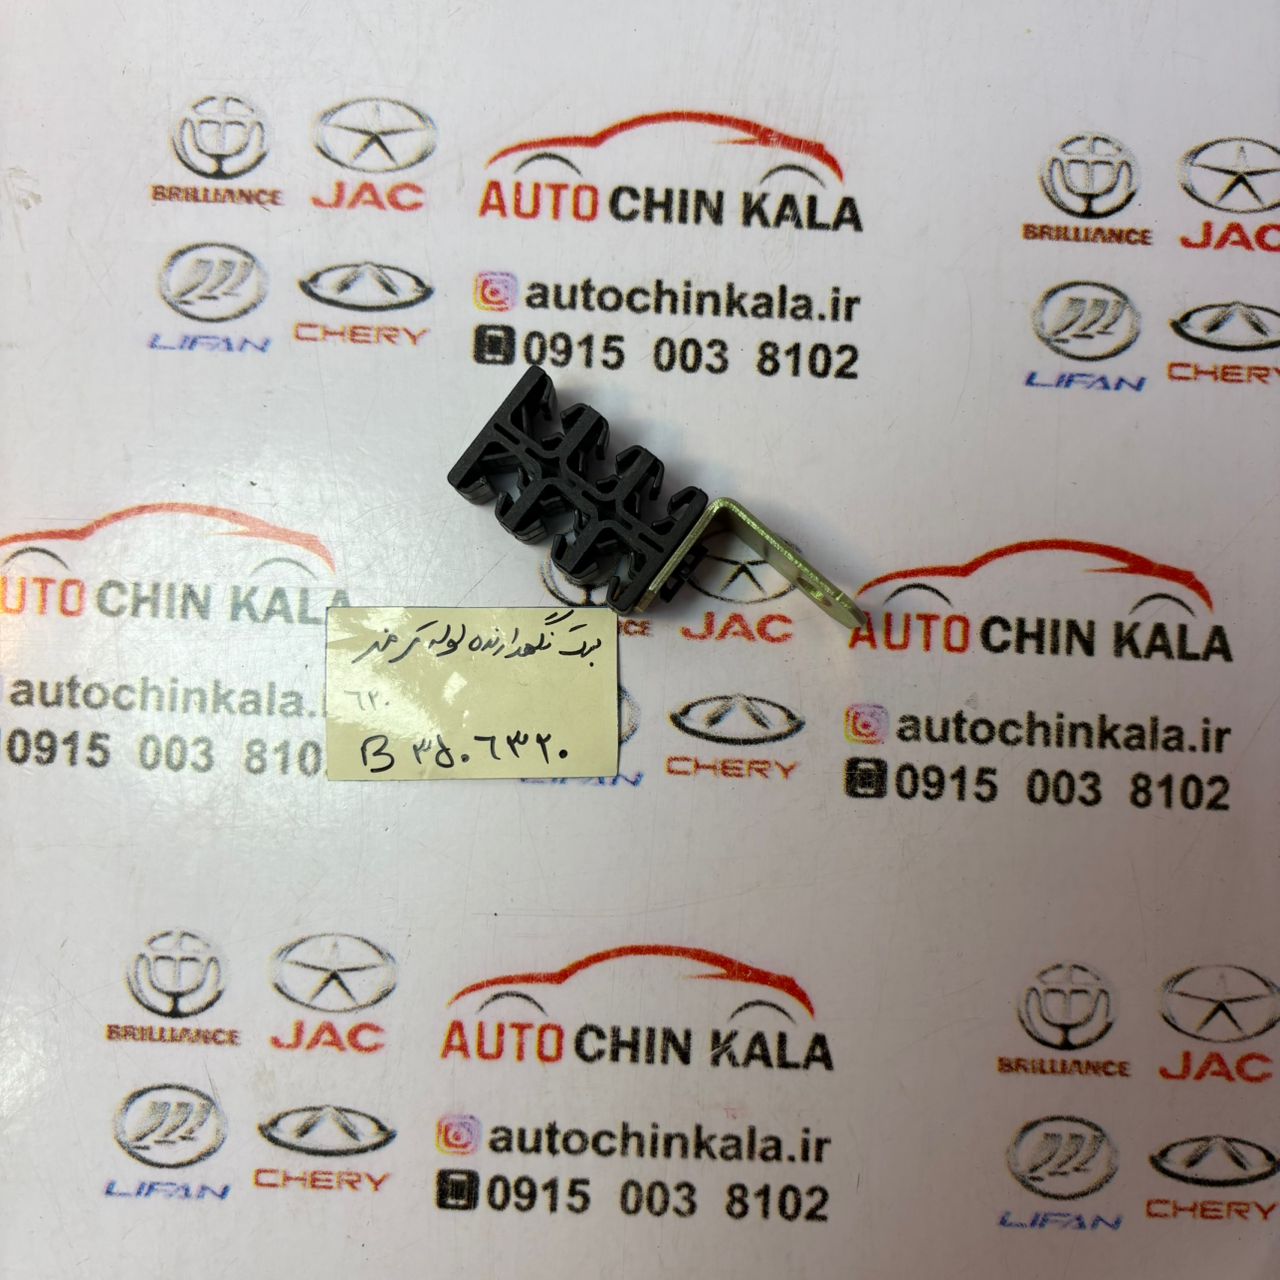 BRILLIANCE
JAC
AUTO CHIN KALA
LIFAN
CHERY
autochinkala.ir
0915 003 8102
BRILLIANCE
JAC
LIFAN
CHERY
AUTO CHIN KALA
autochinkala.
0915 003 810
JAC
CHERY
AUTO CHIN KALA
autochinkala.ir
0915 003 8102
بست نگهدارنده لوله ترمز
۶۲۰
B ۳۵۰۶۳۲۰
BRILLIANCE
JAC
AUTO CHIN KALA
LIFAN
CHERY
autochinkala.ir
0915 003 8102
BRILLIANCE
JAC
LIFAN
CHERY